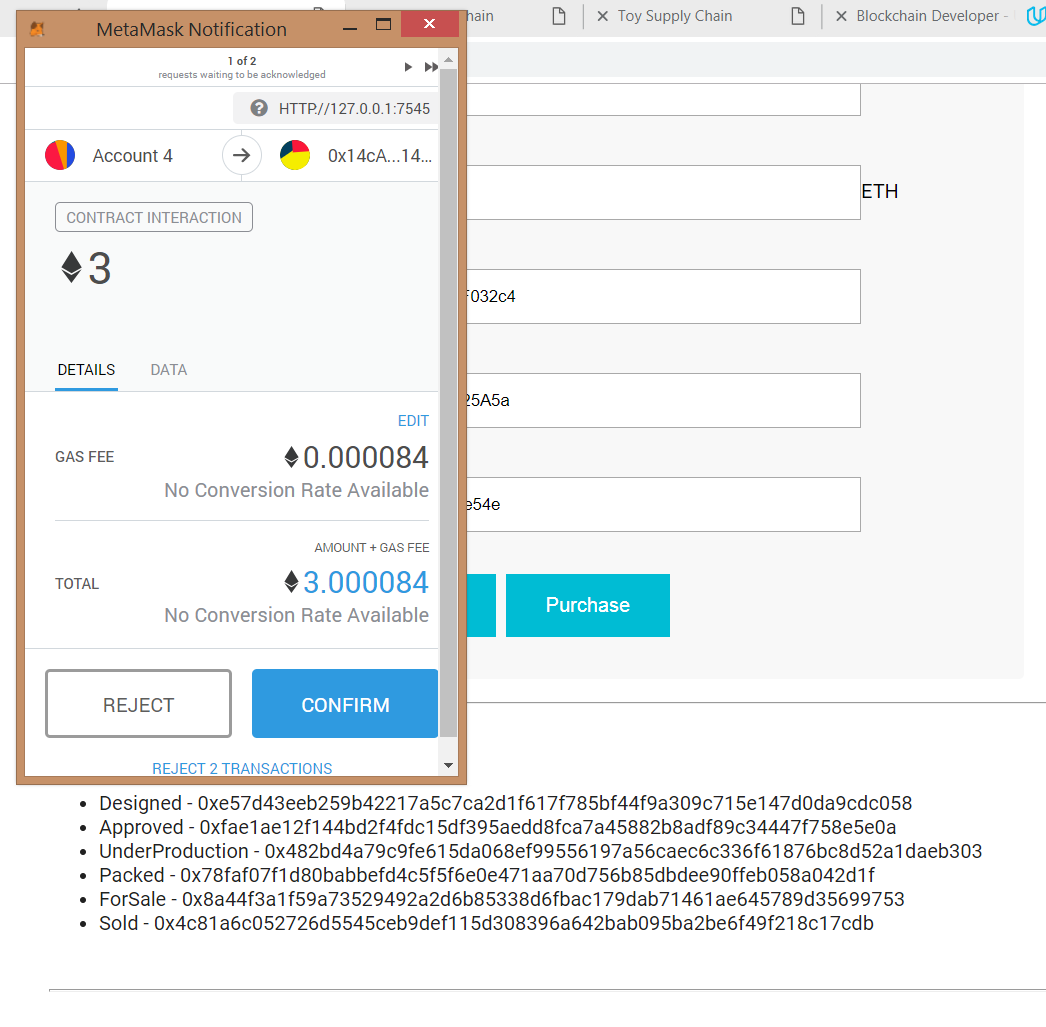 MetaMask Notification
hain
Toy Supply Chain
Blockchain Developer -
1 of 2
requests waiting to be acknowledged
HTTP://127.0.0.1:7545
Account 4
0x14cA...14...
CONTRACT INTERACTION
3
DETAILS DATA
EDIT
GAS FEE 0.000084
No Conversion Rate Available
AMOUNT + GAS FEE
TOTAL 3.000084
No Conversion Rate Available
REJECT CONFIRM
REJECT 2 TRANSACTIONS
ETH
F032c4
25A5a
e54e
Purchase
Designed - 0xe57d43eeb259b42217a5c7ca2d1f617f785bf44f9a309c715e147d0da9cdc058
Approved - 0xfae1ae12f144bd2f4fdc15df395aedd8fca7a45882b8adf89c34447f758e5e0a
UnderProduction - 0x482bd4a79c9fe615da068ef99556197a56caec6c336f61876bc8d52a1daeb303
Packed - 0x78faf07f1d80babbefd4c5f5f6e0e471aa70d756b85dbdee90ffeb058a042d1f
ForSale - 0x8a44f3a1f59a73529492a2d6b85338d6fbac179dab71461ae645789d35699753
Sold - 0x4c81a6c052726d5545ceb9def115d308396a642bab095ba2be6f49f218c17cdb